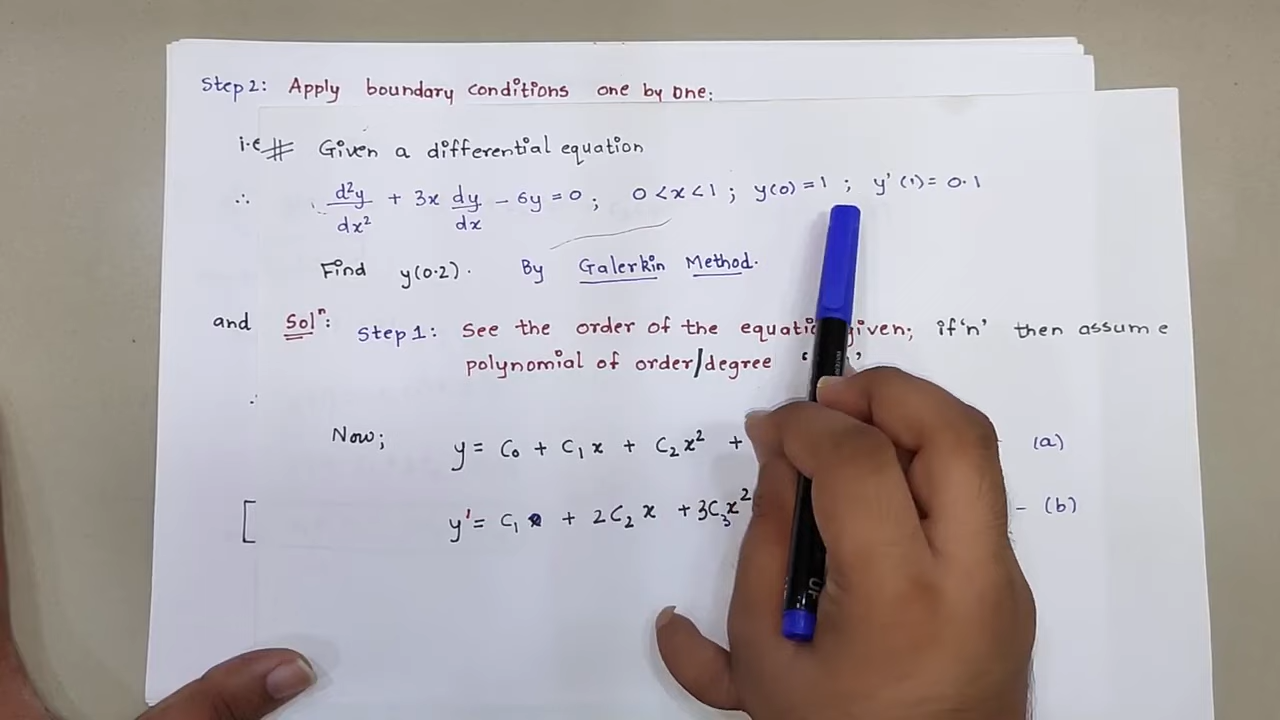 Step 2: Apply boundary conditions one by one:
i.e # Given a differential equation
∴ d²y/dx² + 3x dy/dx - 6y = 0 ; 0 < x < 1 ; y(0) = 1 ; y'(1) = 0.1
Find y(0.2). By Galerkin Method.
and Solⁿ: Step 1: See the order of the given; if 'n' then assume
polynomial of order/degree
Now; y = C₀ + C₁x + C₂x² + (a)
[ y' = C₁ + 2C₂x + 3C₃x² - (b)
UF